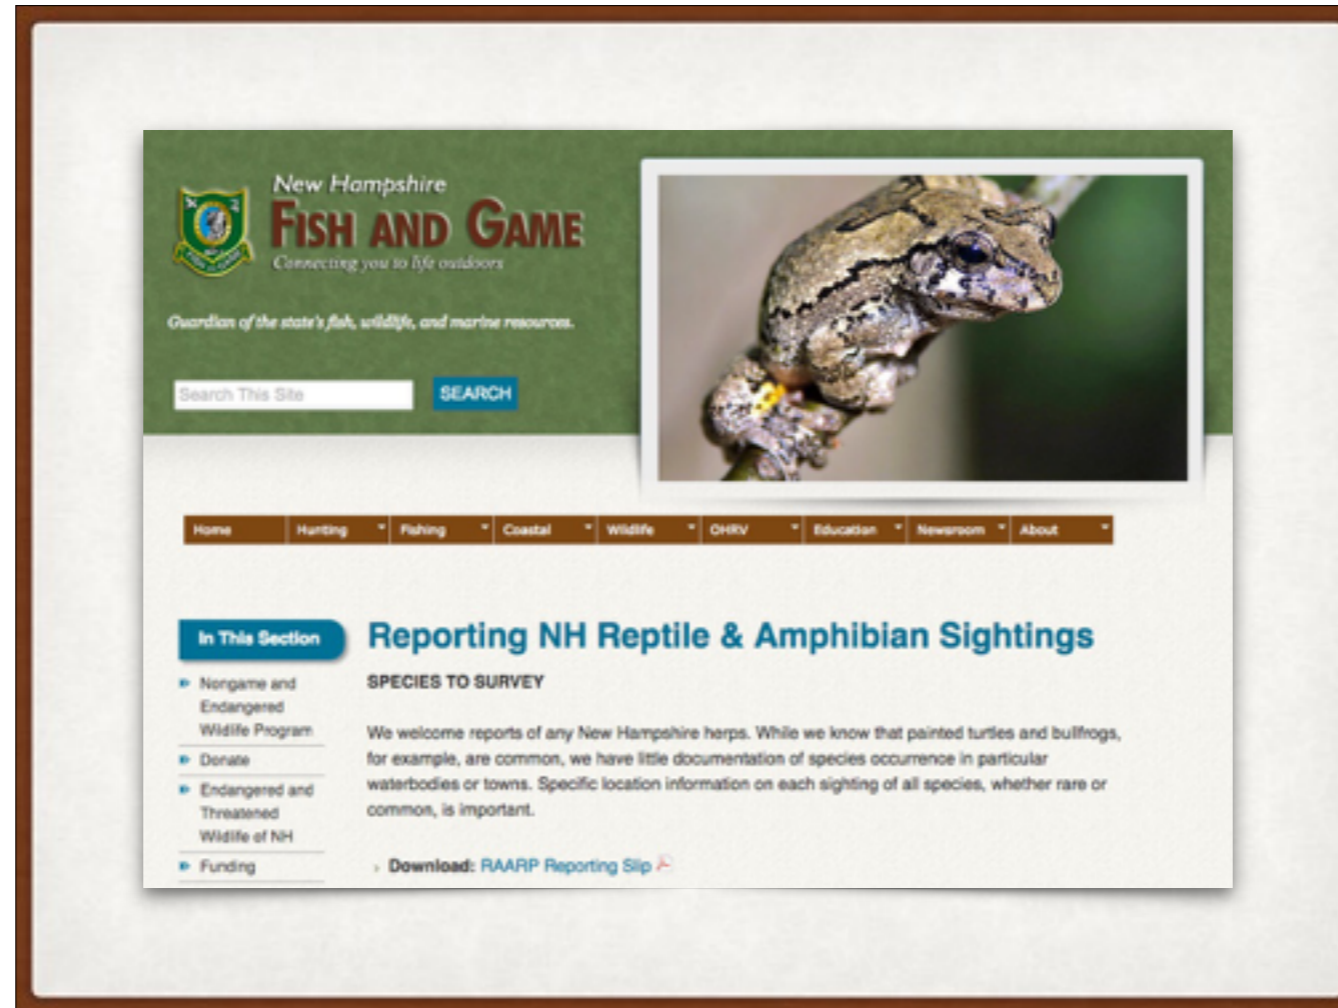 New Hampshire
FISH AND GAME
Connecting you to life outdoors
Guardian of the state's fish, wildlife, and marine resources.
Search This Site
SEARCH
Home Hunting Fishing Coastal Wildlife OHRV Education Newsroom About
In This Section
Nongame and
Endangered
Wildlife Program
Donate
Endangered and
Threatened
Wildlife of NH
Funding
Reporting NH Reptile & Amphibian Sightings
SPECIES TO SURVEY
We welcome reports of any New Hampshire herps. While we know that painted turtles and bullfrogs,
for example, are common, we have little documentation of species occurrence in particular
waterbodies or towns. Specific location information on each sighting of all species, whether rare or
common, is important.
› Download: RAARP Reporting Slip